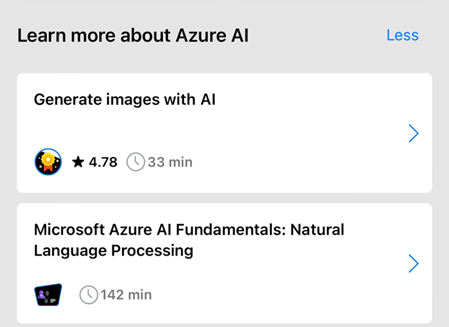 Learn more about Azure AI
Less
Generate images with AI
4.78
33 min
Microsoft Azure AI Fundamentals: Natural
Language Processing
142 min